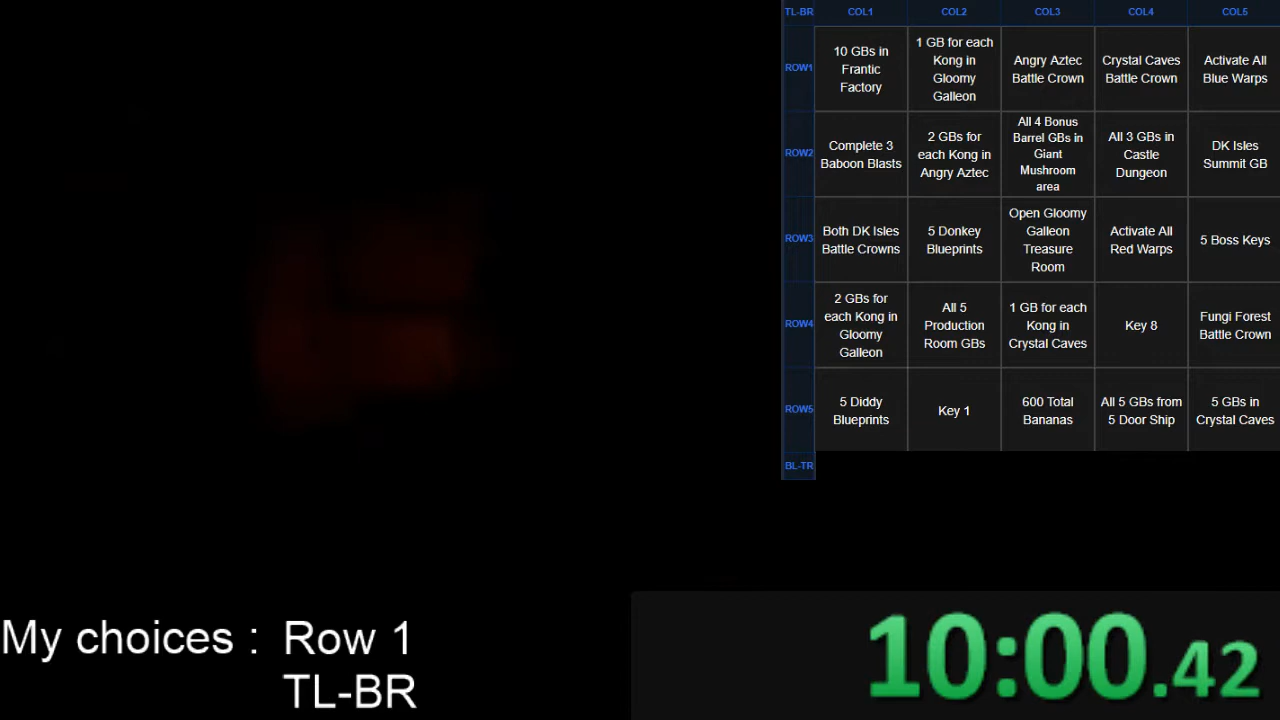 TL-BR COL1 COL2 COL3 COL4 COL5
ROW1
10 GBs in
Frantic
Factory
1 GB for each
Kong in
Gloomy
Galleon
Angry Aztec
Battle Crown
Crystal Caves
Battle Crown
Activate All
Blue Warps
ROW2
Complete 3
Baboon Blasts
2 GBs for
each Kong in
Angry Aztec
All 4 Bonus
Barrel GBs in
Giant
Mushroom
area
All 3 GBs in
Castle
Dungeon
DK Isles
Summit GB
ROW3
Both DK Isles
Battle Crowns
5 Donkey
Blueprints
Open Gloomy
Galleon
Treasure
Room
Activate All
Red Warps
5 Boss Keys
ROW4
2 GBs for
each Kong in
Gloomy
Galleon
All 5
Production
Room GBs
1 GB for each
Kong in
Crystal Caves
Key 8
Fungi Forest
Battle Crown
ROW5
5 Diddy
Blueprints
Key 1
600 Total
Bananas
All 5 GBs from
5 Door Ship
5 GBs in
Crystal Caves
BL-TR
My choices : Row 1
TL-BR
10:00.42